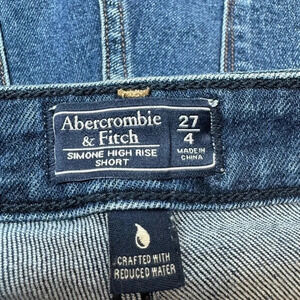 Abercrombie
& Fitch
SIMONE HIGH RISE
SHORT
27
4
MADE IN
CHINA
CRAFTED WITH
REDUCED WATER